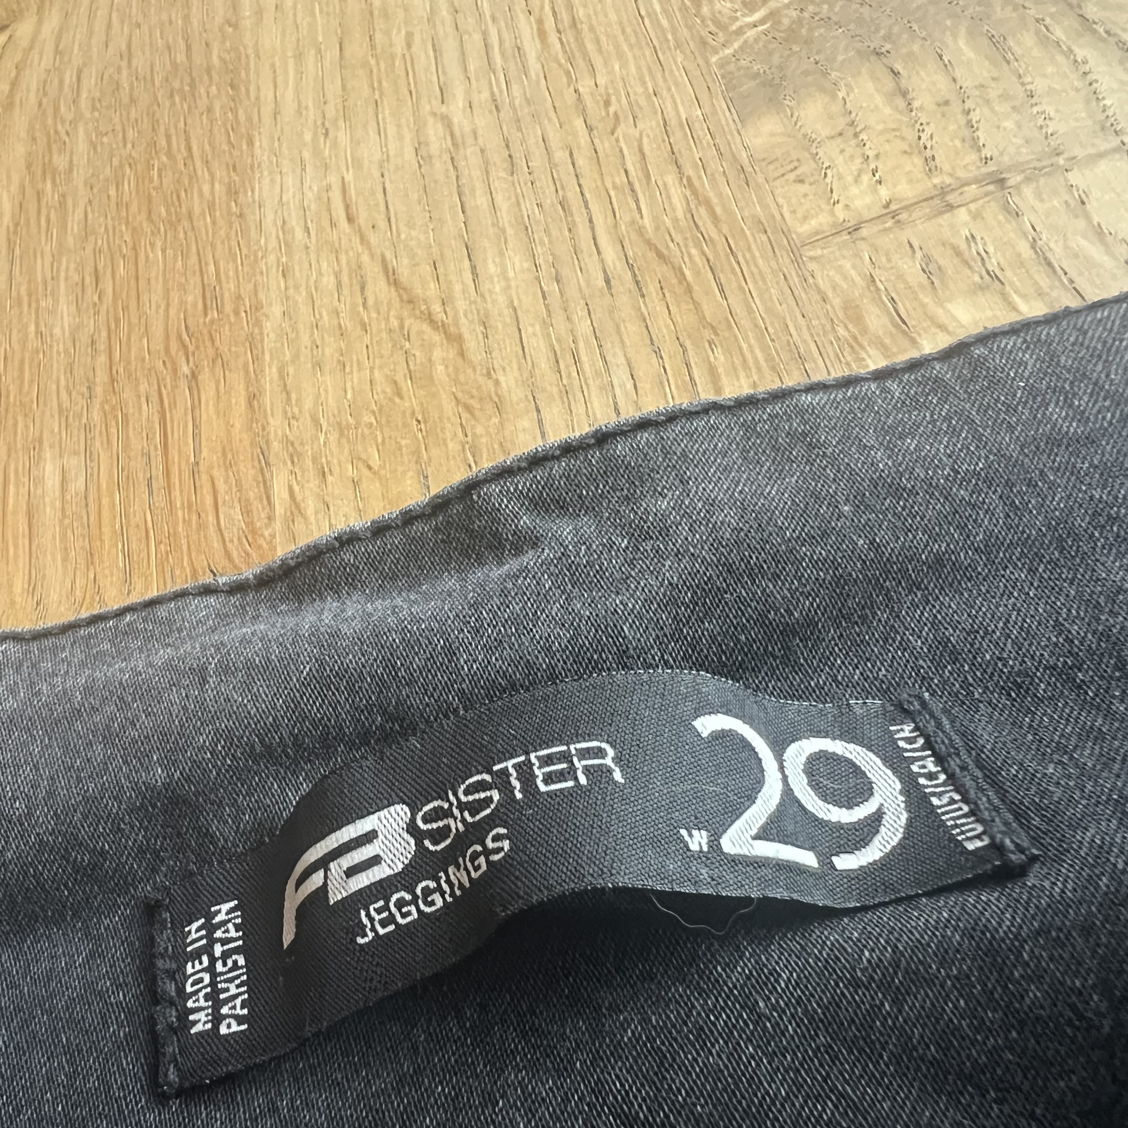 MADE IN
PAKISTAN
FB SISTER
JEGGINGS
W 29
EU/US/CA/CH